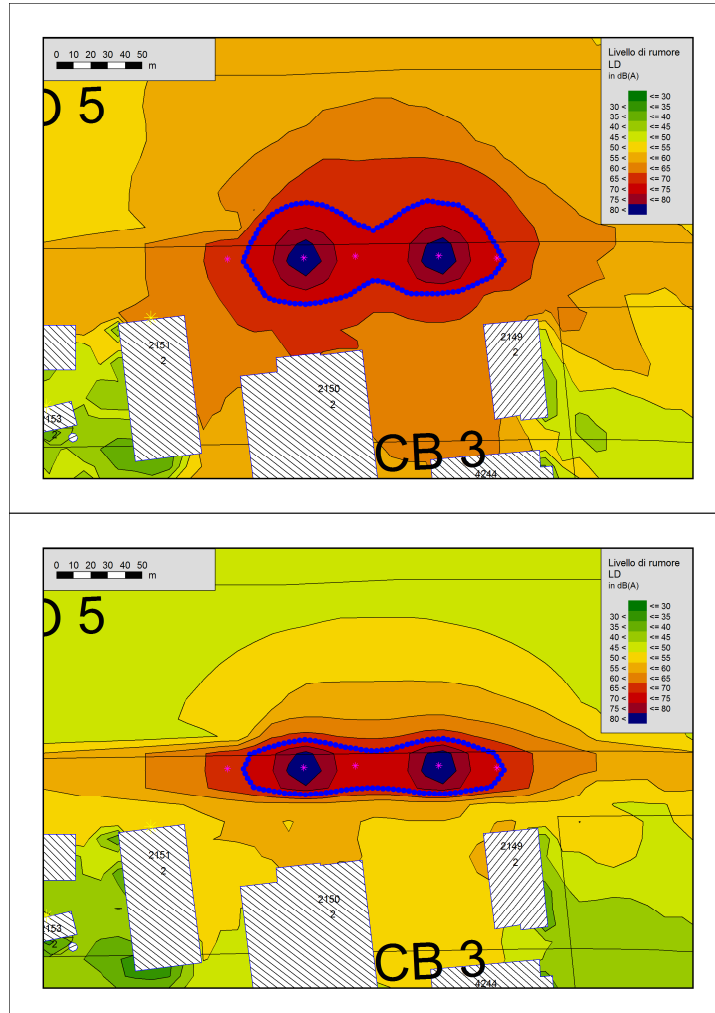 0 10 20 30 40 50
m
Livello di rumore
LD
in dB(A)
<= 30
30 < <= 35
35 < <= 40
40 < <= 45
45 < <= 50
50 < <= 55
55 < <= 60
60 < <= 65
65 < <= 70
70 < <= 75
75 < <= 80
80 <
5
2151
2
2149
2
2150
2
153
2
CB 3
4244
0 10 20 30 40 50
m
Livello di rumore
LD
in dB(A)
<= 30
30 < <= 35
35 < <= 40
40 < <= 45
45 < <= 50
50 < <= 55
55 < <= 60
60 < <= 65
65 < <= 70
70 < <= 75
75 < <= 80
80 <
5
2151
2
2149
2
2150
2
153
2
CB 3
4244